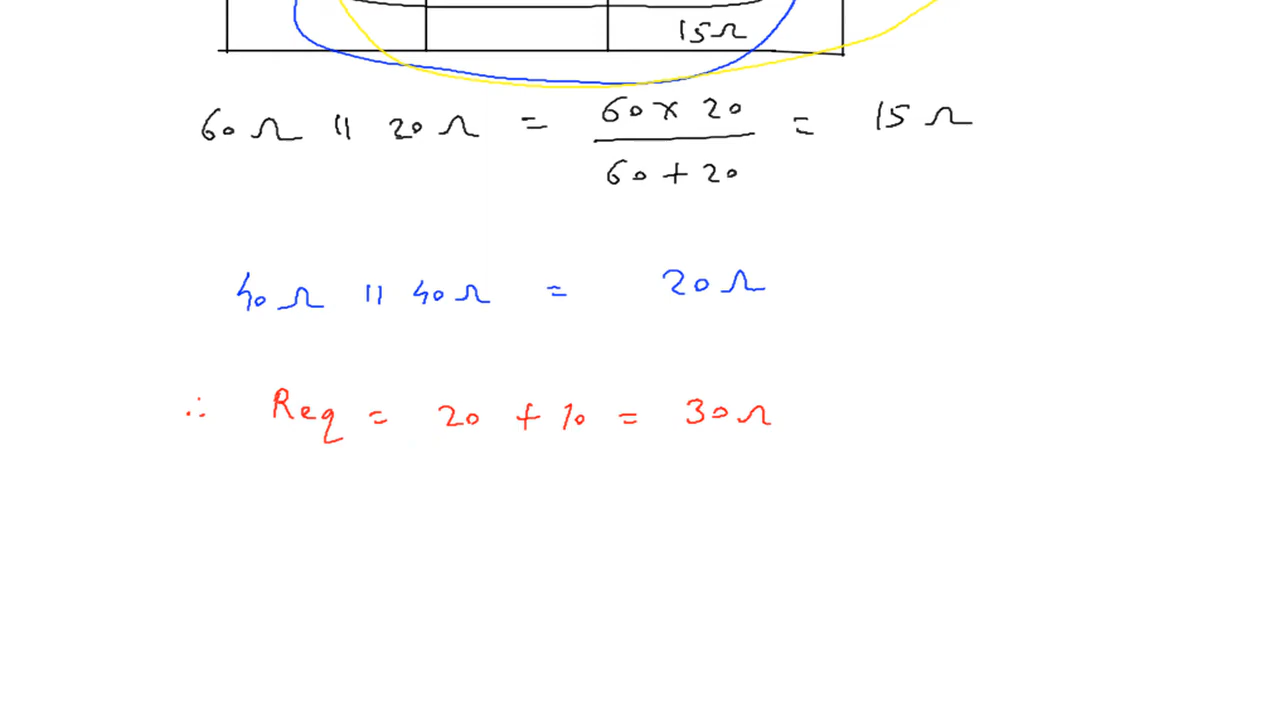 15Ω
60Ω || 20Ω = 60 x 20 / 60 + 20 = 15Ω
40Ω || 40Ω = 20Ω
∴ Req = 20 + 10 = 30Ω